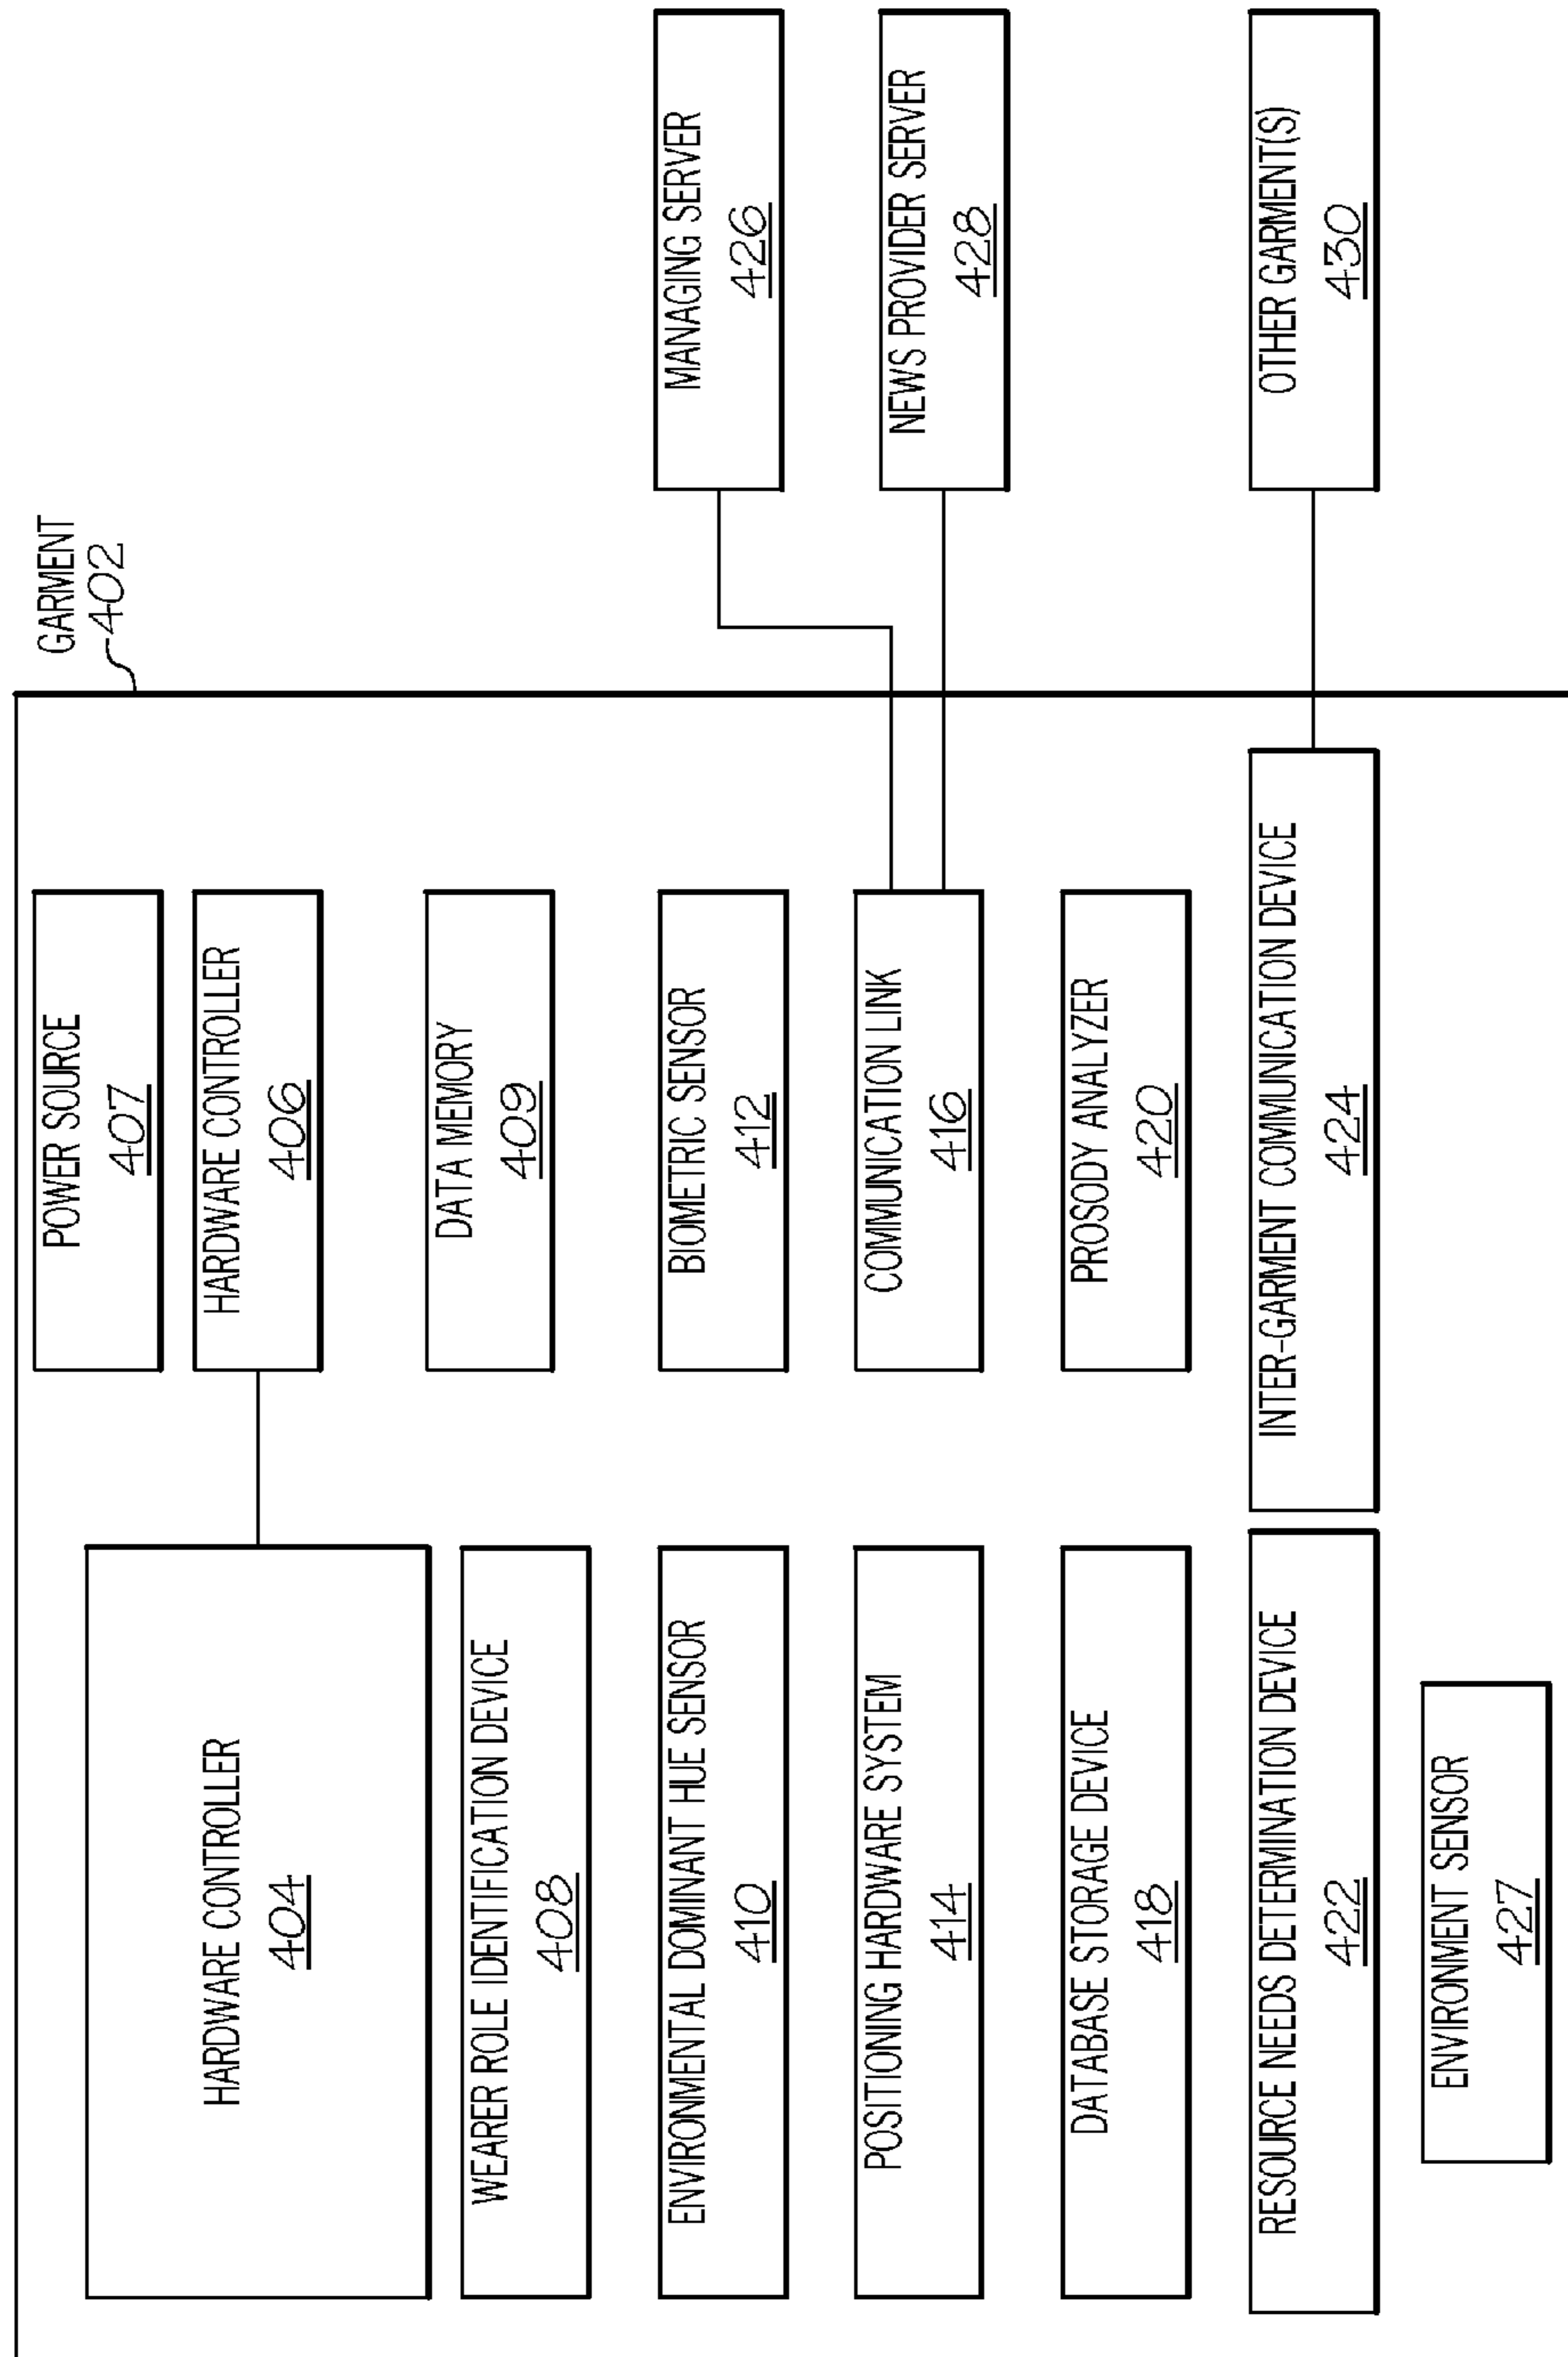 GARMENT
402
HARDWARE CONTROLLER
404
POWER SOURCE
407
HARDWARE CONTROLLER
406
WEARER ROLE IDENTIFICATION DEVICE
408
DATA MEMORY
409
ENVIRONMENTAL DOMINANT HUE SENSOR
410
BIOMETRIC SENSOR
412
MANAGING SERVER
426
POSITIONING HARDWARE SYSTEM
414
COMMUNICATION LINK
416
NEWS PROVIDER SERVER
428
DATABASE STORAGE DEVICE
418
PROSODY ANALYZER
420
RESOURCE NEEDS DETERMINATION DEVICE
422
INTER-GARMENT COMMUNICATION DEVICE
424
OTHER GARMENT(S)
430
ENVIRONMENT SENSOR
427